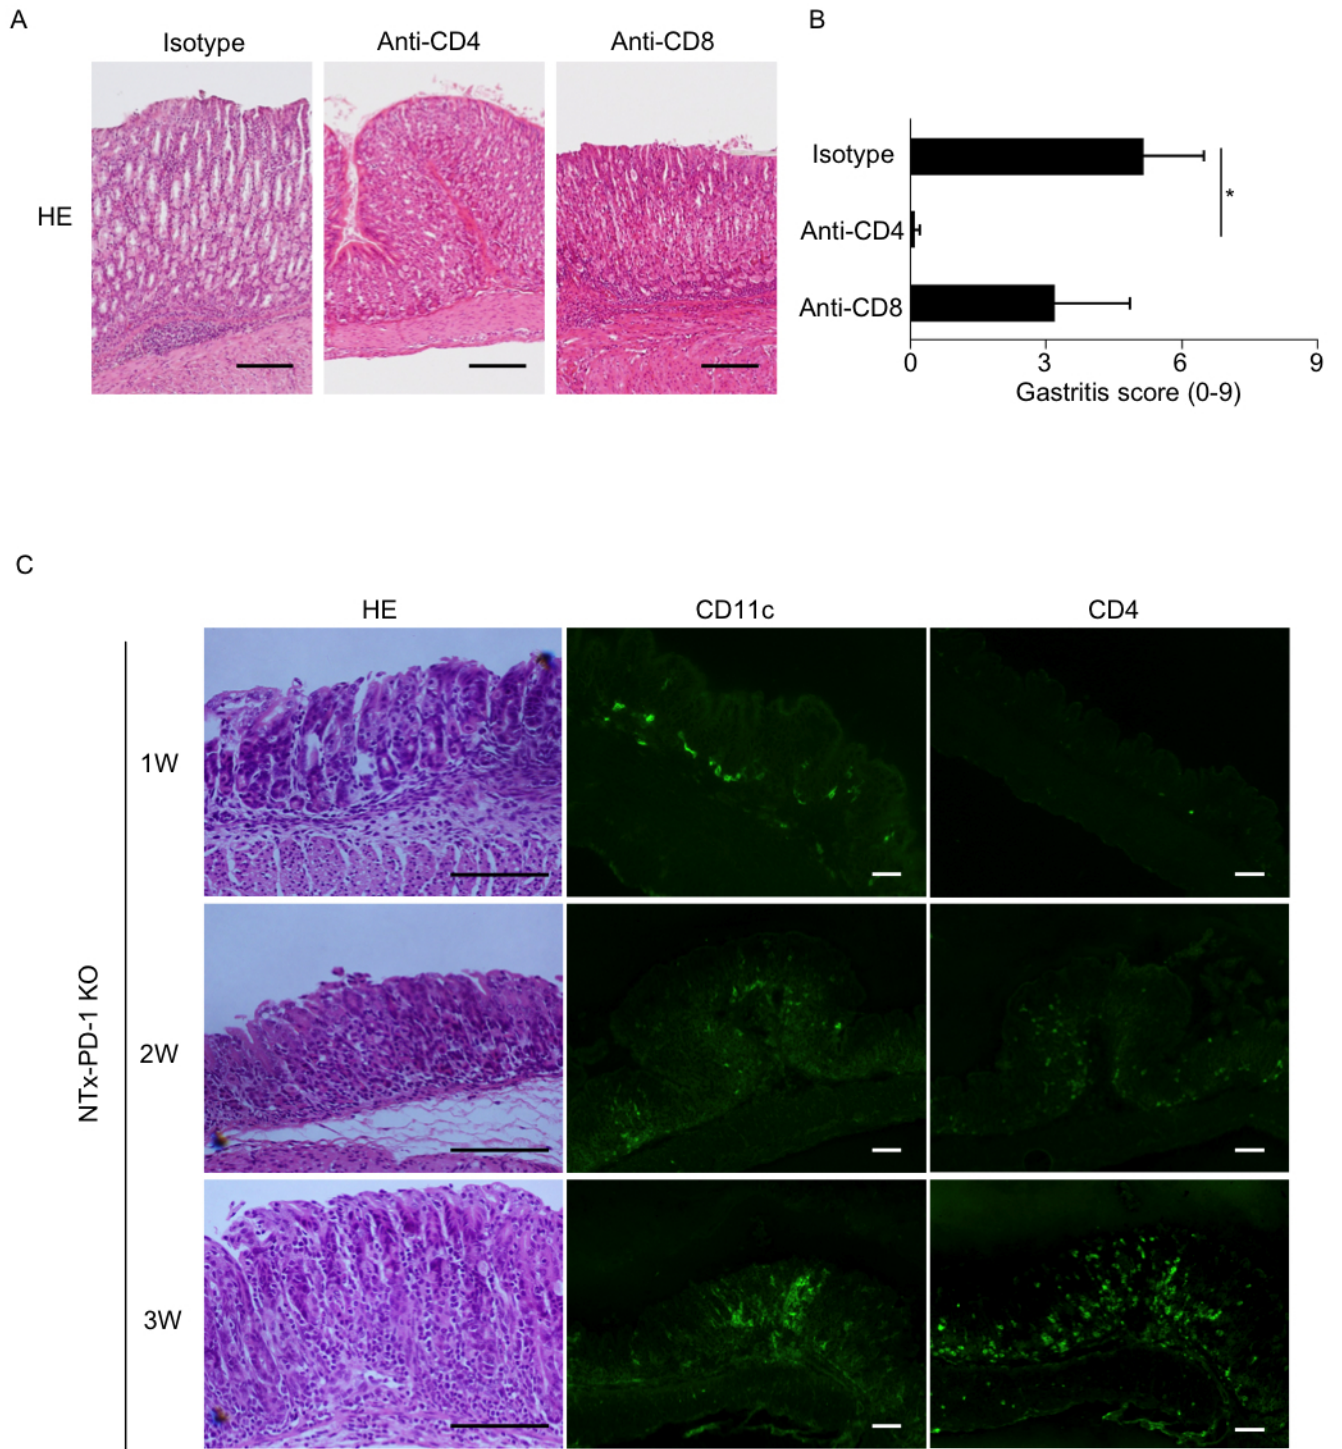 A
Isotype
Anti-CD4
Anti-CD8
HE
B
Isotype
Anti-CD4
Anti-CD8
*
0
3
6
9
Gastritis score (0-9)
C
HE
CD11c
CD4
NTx-PD-1 KO
1W
2W
3W